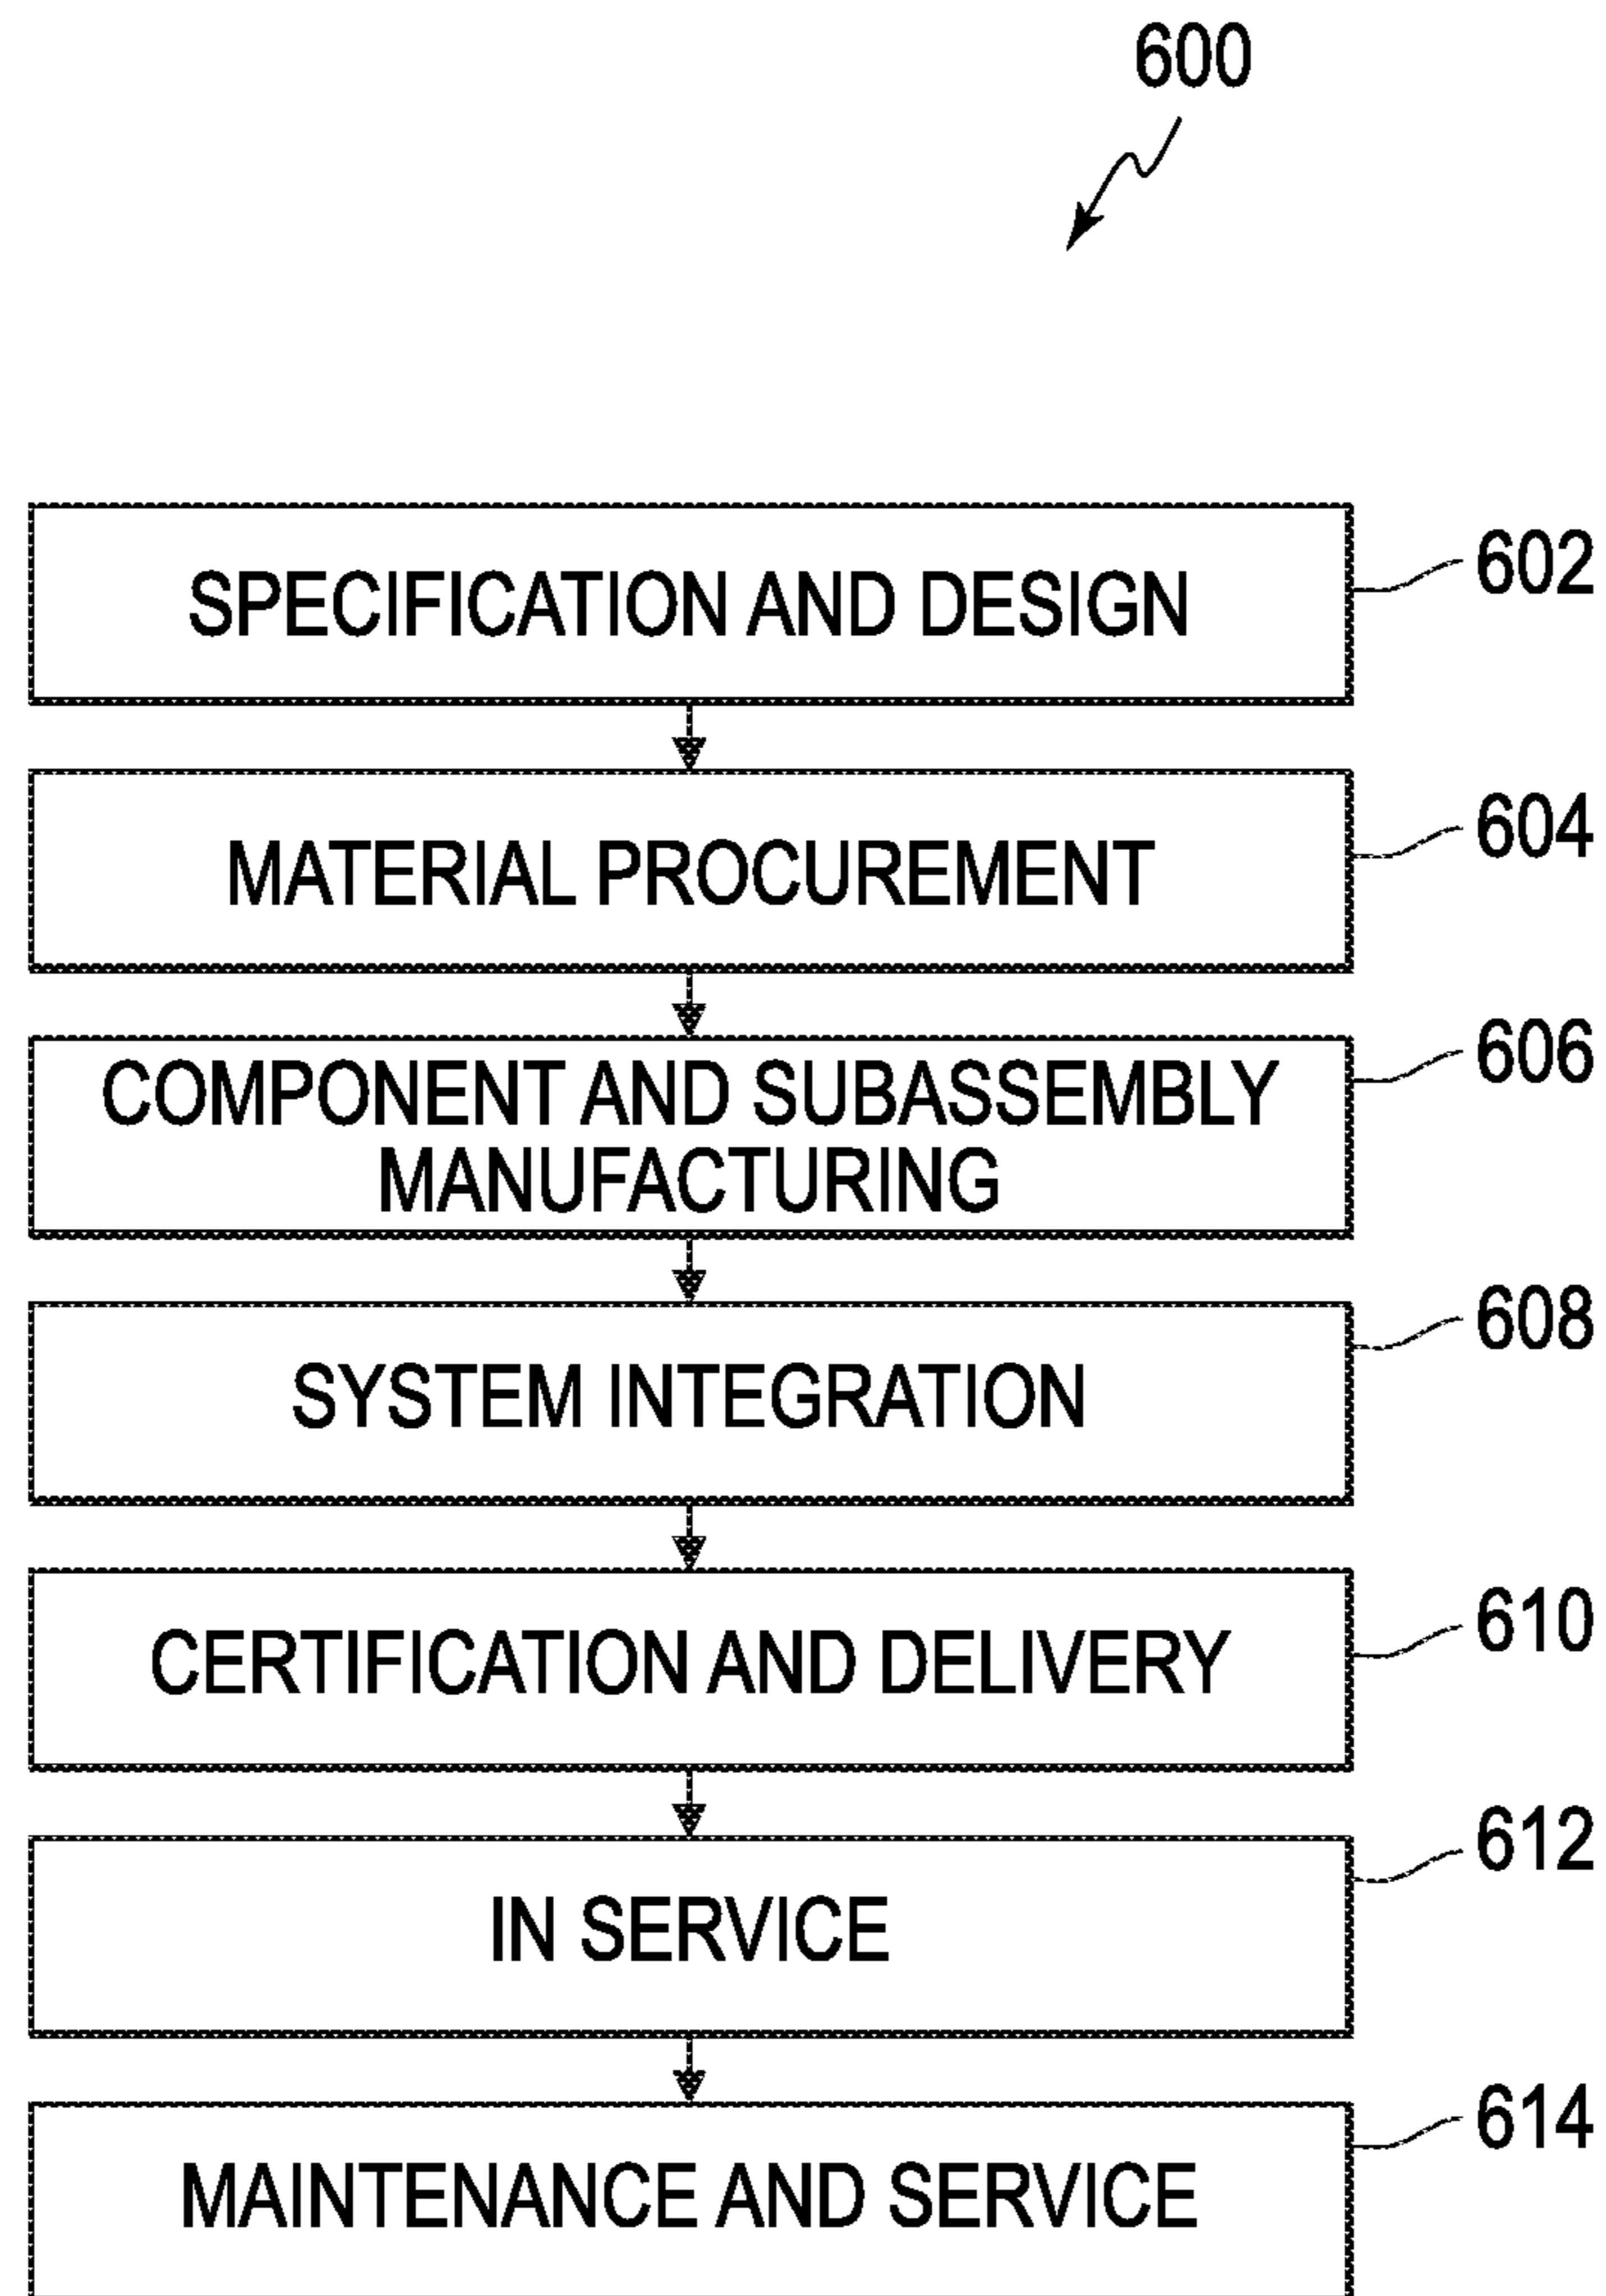 600
SPECIFICATION AND DESIGN
602
MATERIAL PROCUREMENT
604
COMPONENT AND SUBASSEMBLY
MANUFACTURING
606
SYSTEM INTEGRATION
608
CERTIFICATION AND DELIVERY
610
IN SERVICE
612
MAINTENANCE AND SERVICE
614